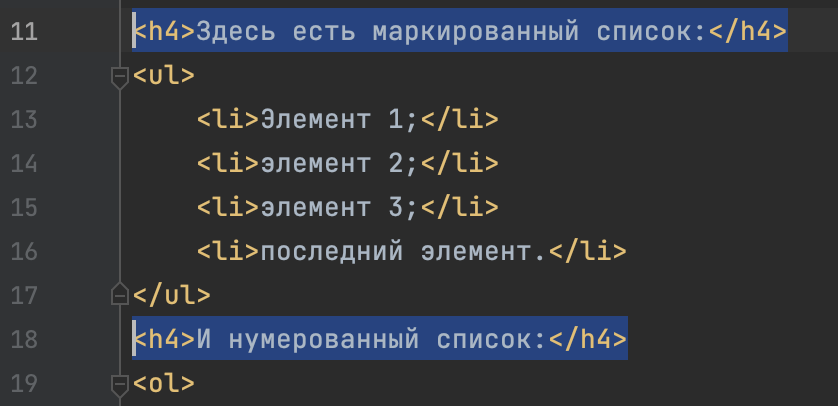 11 <h4>Здесь есть маркированный список:</h4>
12 <ul>
13 <li>Элемент 1;</li>
14 <li>элемент 2;</li>
15 <li>элемент 3;</li>
16 <li>последний элемент.</li>
17 </ul>
18 <h4>И нумерованный список:</h4>
19 <ol>